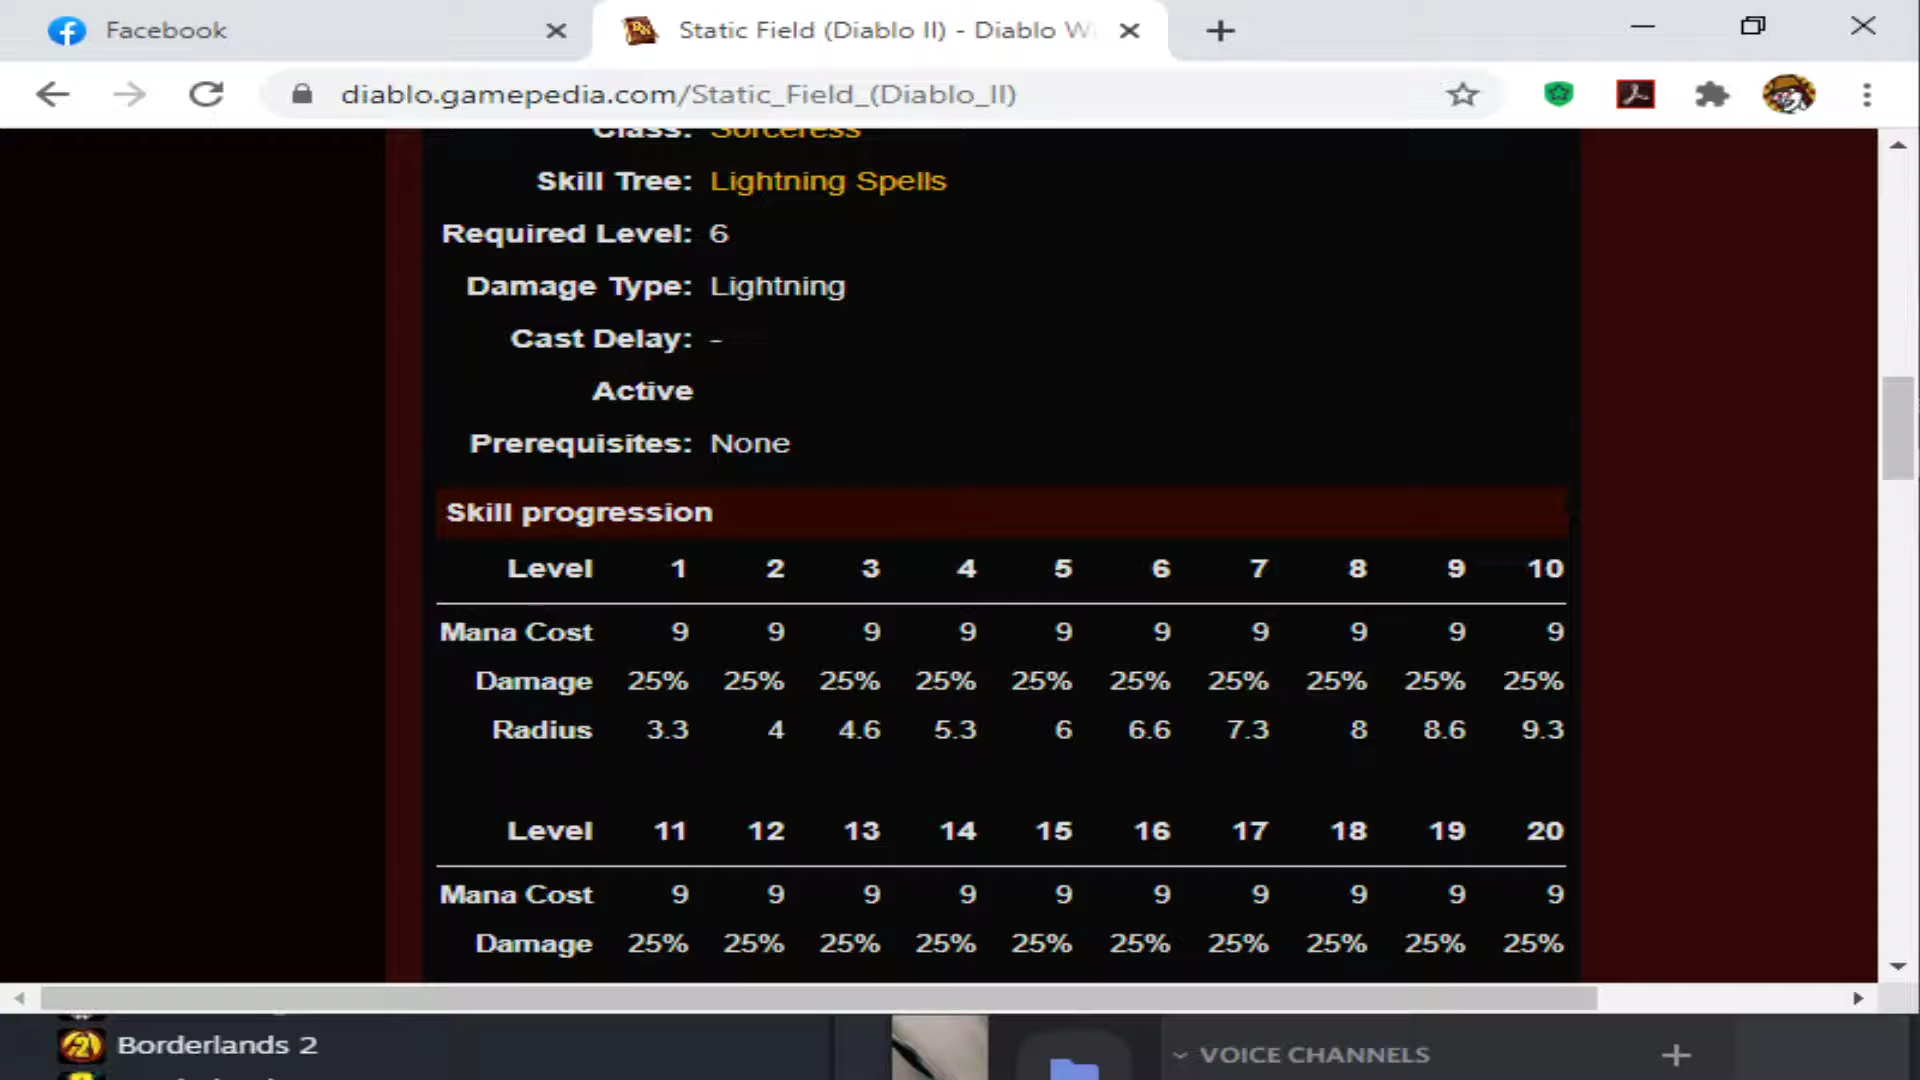 Facebook
Static Field (Diablo II) - Diablo W
diablo.gamepedia.com/Static_Field_(Diablo_II)
Class: Sorceress
Skill Tree: Lightning Spells
Required Level: 6
Damage Type: Lightning
Cast Delay: -
Active
Prerequisites: None
Skill progression
Level 1 2 3 4 5 6 7 8 9 10
Mana Cost 9 9 9 9 9 9 9 9 9 9
Damage 25% 25% 25% 25% 25% 25% 25% 25% 25% 25%
Radius 3.3 4 4.6 5.3 6 6.6 7.3 8 8.6 9.3
Level 11 12 13 14 15 16 17 18 19 20
Mana Cost 9 9 9 9 9 9 9 9 9 9
Damage 25% 25% 25% 25% 25% 25% 25% 25% 25% 25%
Borderlands 2
VOICE CHANNELS